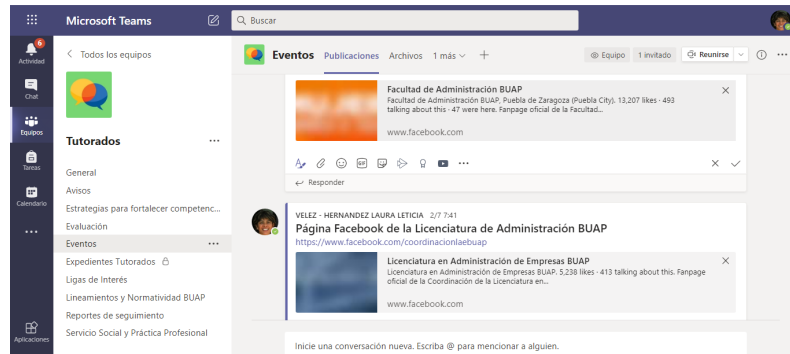 Microsoft Teams
Buscar
6
Actividad
Chat
Equipos
Tareas
Calendario
Aplicaciones
Todos los equipos
Tutorados
General
Avisos
Estrategias para fortalecer competenc...
Evaluación
Eventos
Expedientes Tutorados
Ligas de Interés
Lineamientos y Normatividad BUAP
Reportes de seguimiento
Servicio Social y Práctica Profesional
Eventos Publicaciones Archivos 1 más
Equipo 1 invitado Reunirse
Facultad de Administración BUAP
Facultad de Administración BUAP, Puebla de Zaragoza (Puebla City). 13,207 likes · 493
talking about this · 47 were here. Fanpage oficial de la Facultad...
www.facebook.com
GIF
Responder
VELEZ - HERNANDEZ LAURA LETICIA 2/7 7:41
Página Facebook de la Licenciatura de Administración BUAP
https://www.facebook.com/coordinacionlaebuap
Licenciatura en Administración de Empresas BUAP
Licenciatura en Administración de Empresas BUAP. 5,238 likes · 413 talking about this. Fanpage
oficial de la Coordinación de la Licenciatura en...
www.facebook.com
Inicie una conversación nueva. Escriba @ para mencionar a alguien.